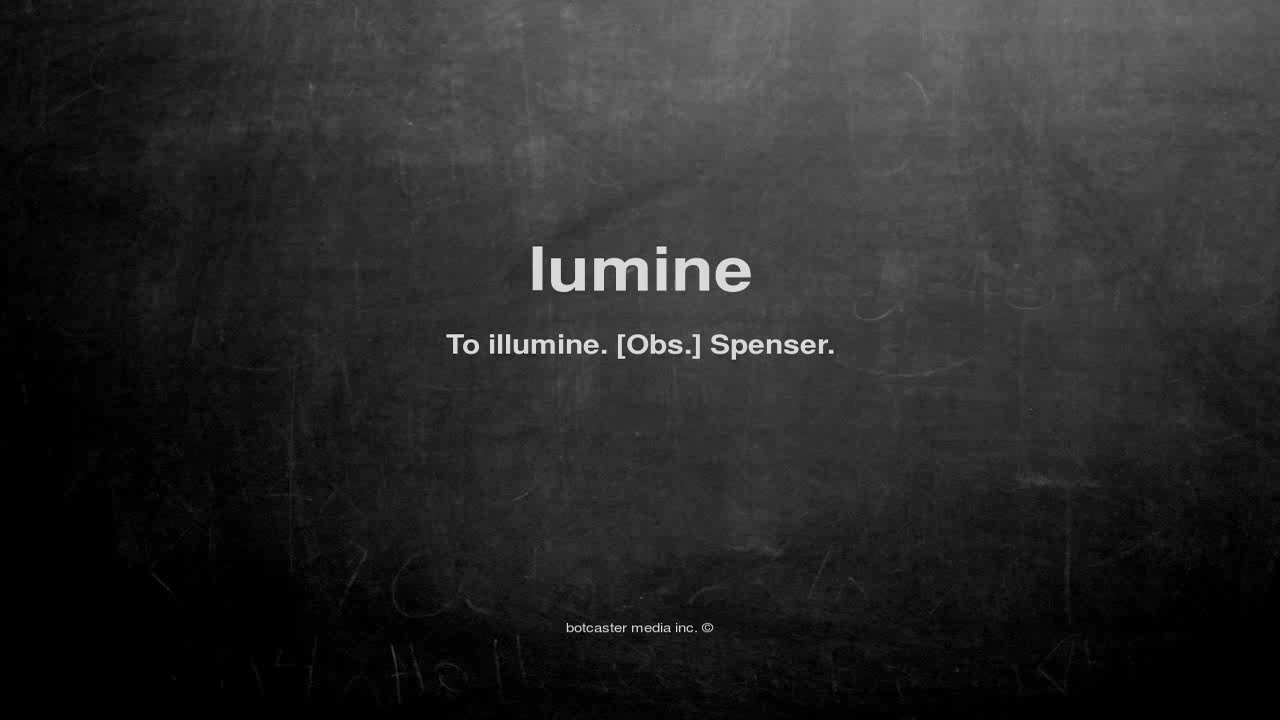 lumine
To illumine. [Obs.] Spenser.
botcaster media inc. ©